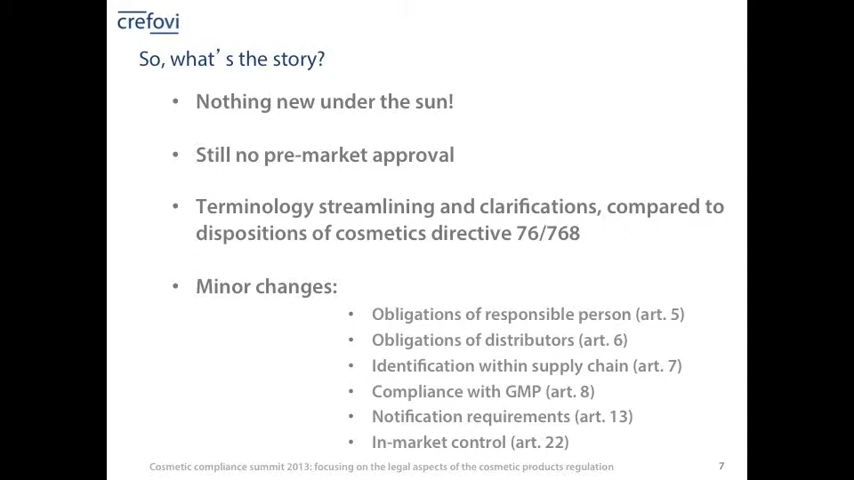 crefovi
So, what's the story?
• Nothing new under the sun!
• Still no pre-market approval
• Terminology streamlining and clarifications, compared to
dispositions of cosmetics directive 76/768
• Minor changes:
• Obligations of responsible person (art. 5)
• Obligations of distributors (art. 6)
• Identification within supply chain (art. 7)
• Compliance with GMP (art. 8)
• Notification requirements (art. 13)
• In-market control (art. 22)
Cosmetic compliance summit 2013: focusing on the legal aspects of the cosmetic products regulation
7